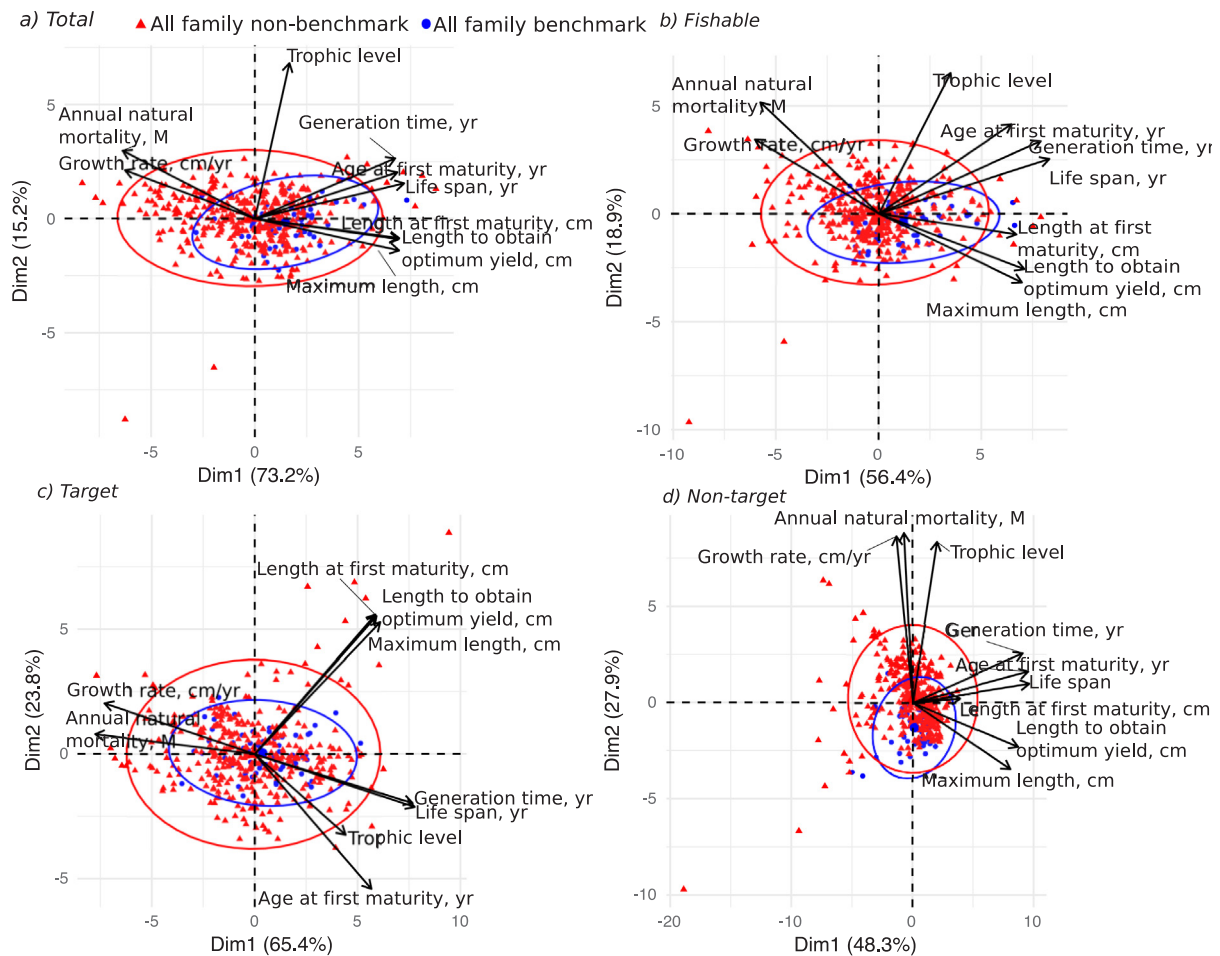 a) Total
All family non-benchmark
All family benchmark
Trophic level
Annual natural
mortality, M
Growth rate, cm/yr
Generation time, yr
Age at first maturity, yr
Life span, yr
Length at first maturity, cm
Length to obtain
optimum yield, cm
Maximum length, cm
5
0
-5
Dim2 (15.2%)
-5
0
5
Dim1 (73.2%)
b) Fishable
Trophic level
Annual natural
mortality, M
Growth rate, cm/yr
Age at first maturity, yr
Generation time, yr
Life span, yr
Length at first
maturity, cm
Length to obtain
optimum yield, cm
Maximum length, cm
5
0
-5
-10
Dim2 (18.9%)
-10
-5
0
5
Dim1 (56.4%)
c) Target
Length at first maturity, cm
Length to obtain
optimum yield, cm
Maximum length, cm
Growth rate, cm/yr
Annual natural
mortality, M
Generation time, yr
Life span, yr
Trophic level
Age at first maturity, yr
5
0
-5
Dim2 (23.8%)
-5
0
5
10
Dim1 (65.4%)
d) Non-target
Annual natural mortality, M
Growth rate, cm/yr
Trophic level
Generation time, yr
Age at first maturity, yr
Life span
Length at first maturity, cm
Length to obtain
optimum yield, cm
Maximum length, cm
5
0
-5
-10
Dim2 (27.9%)
-20
-10
0
10
Dim1 (48.3%)